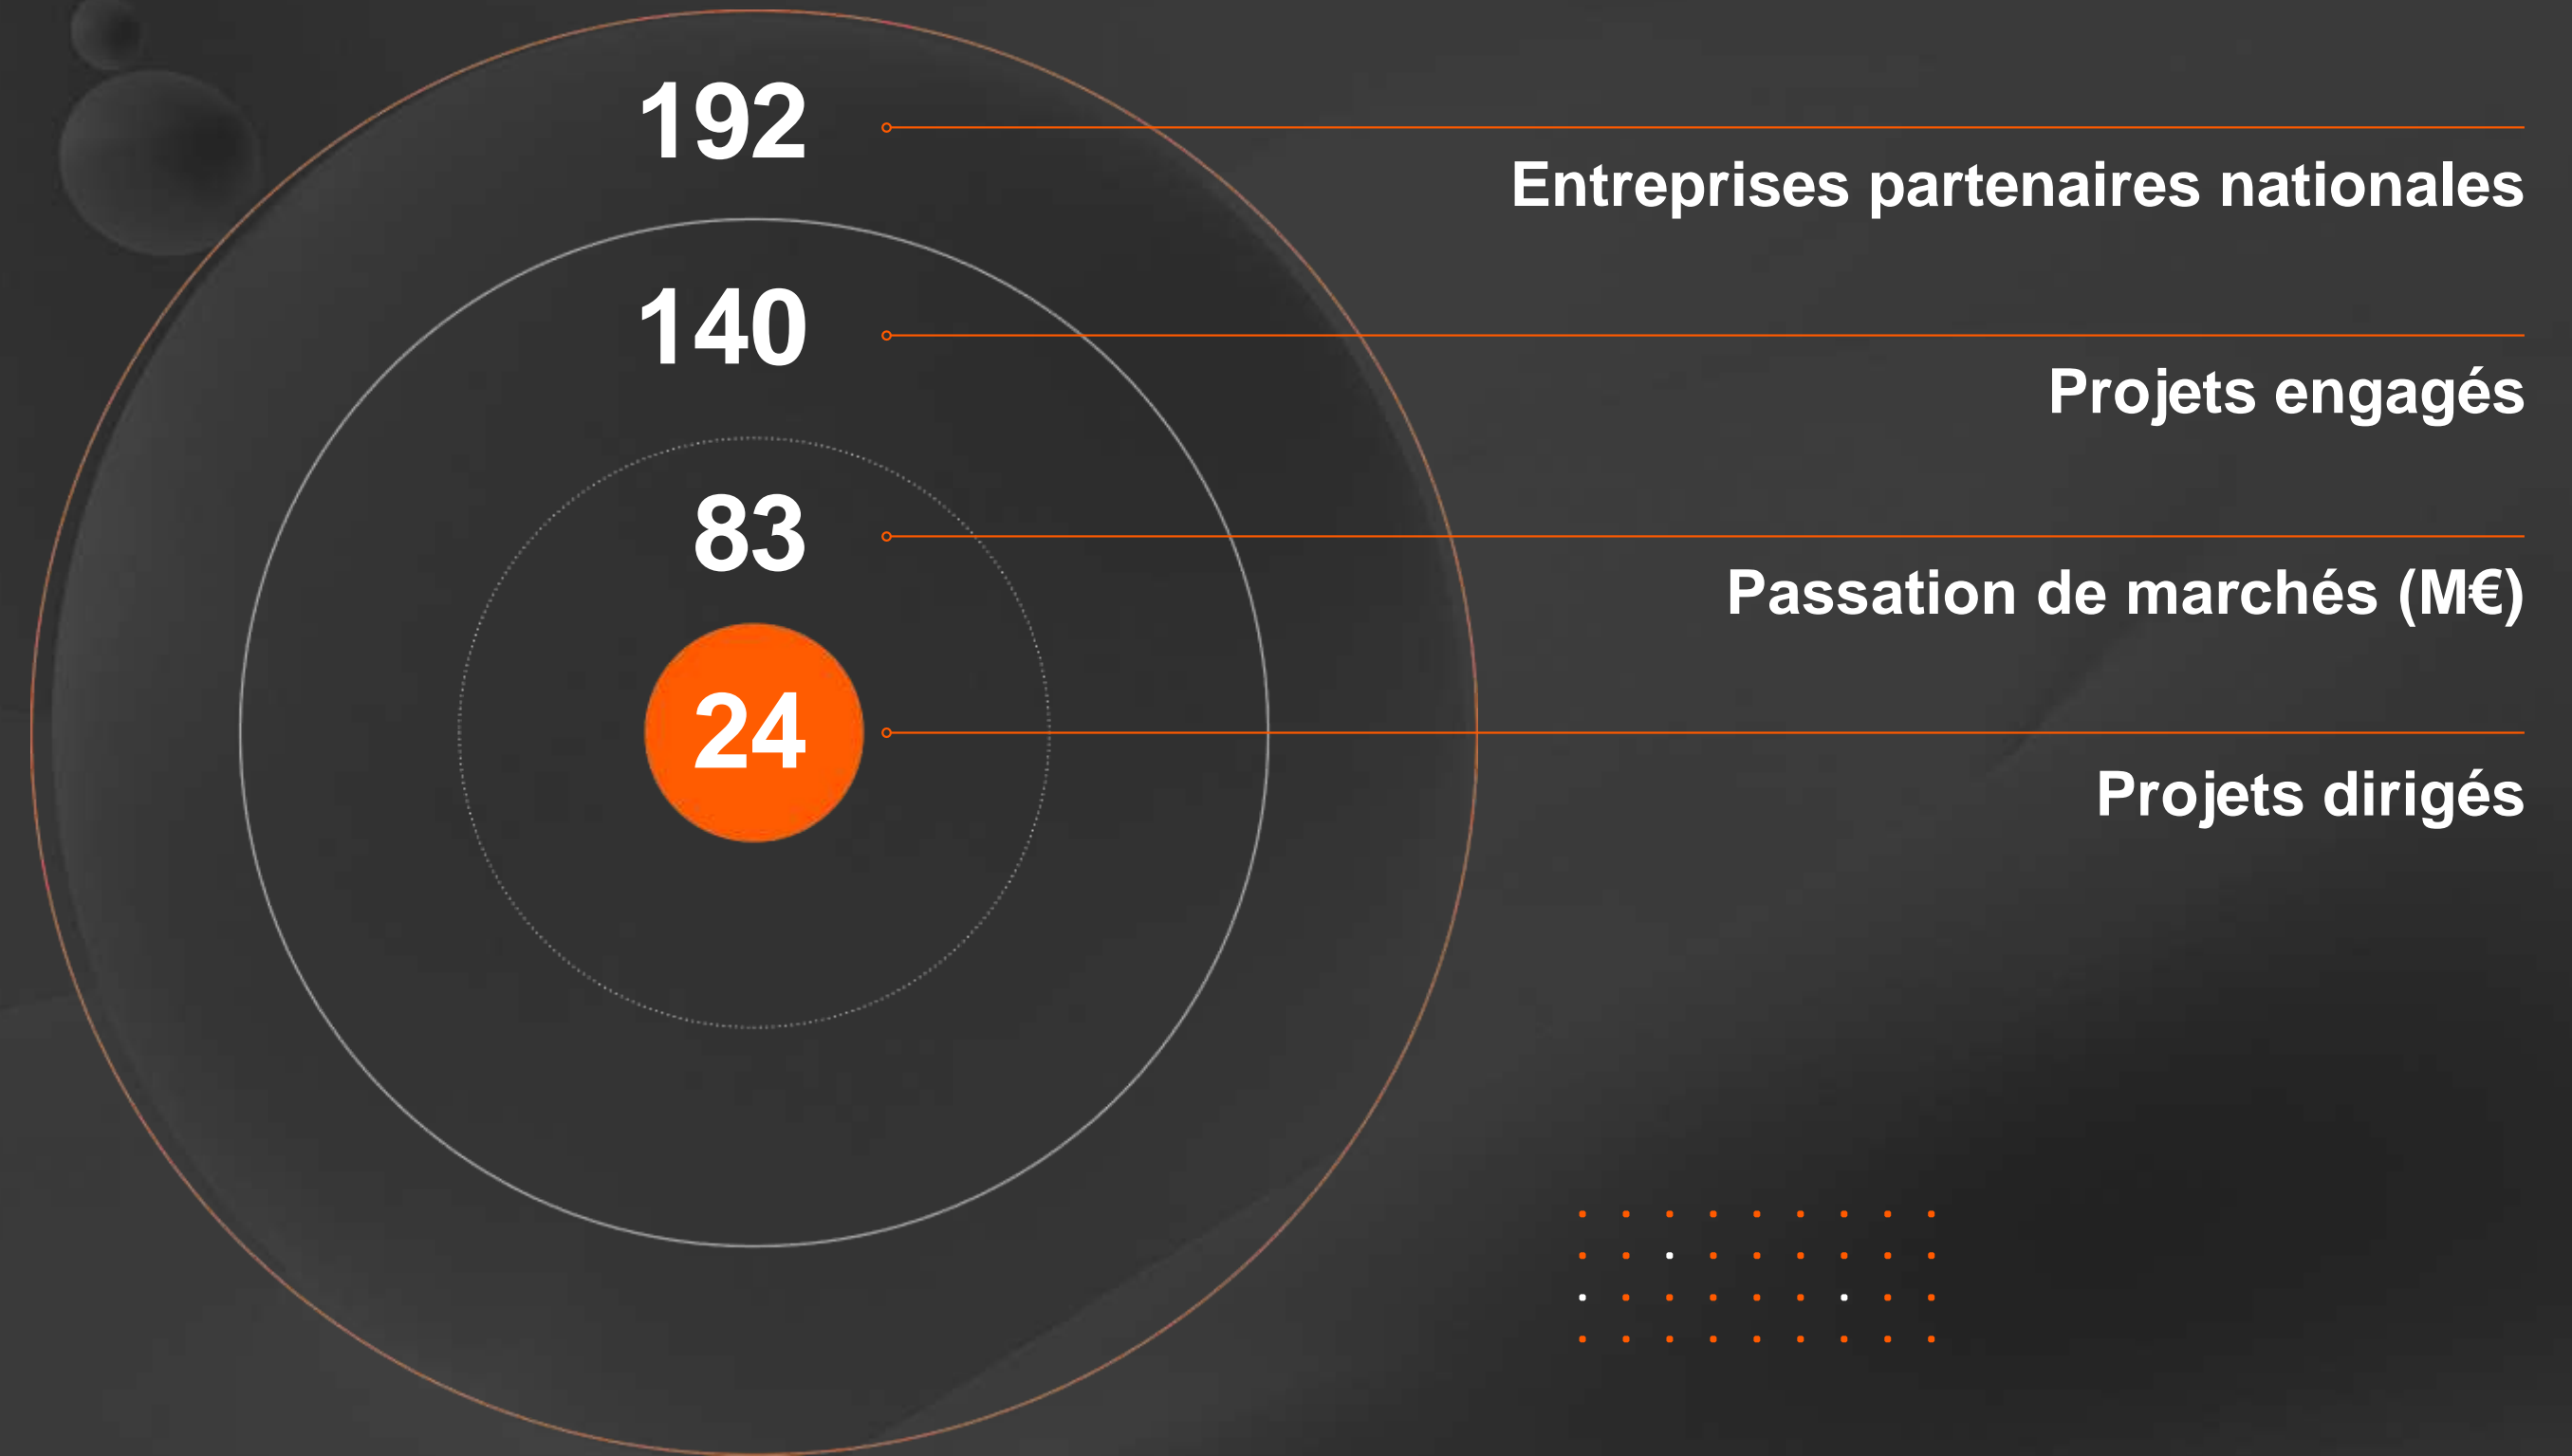 192
Entreprises partenaires nationales
140
Projets engagés
83
Passation de marchés (M€)
24
Projets dirigés